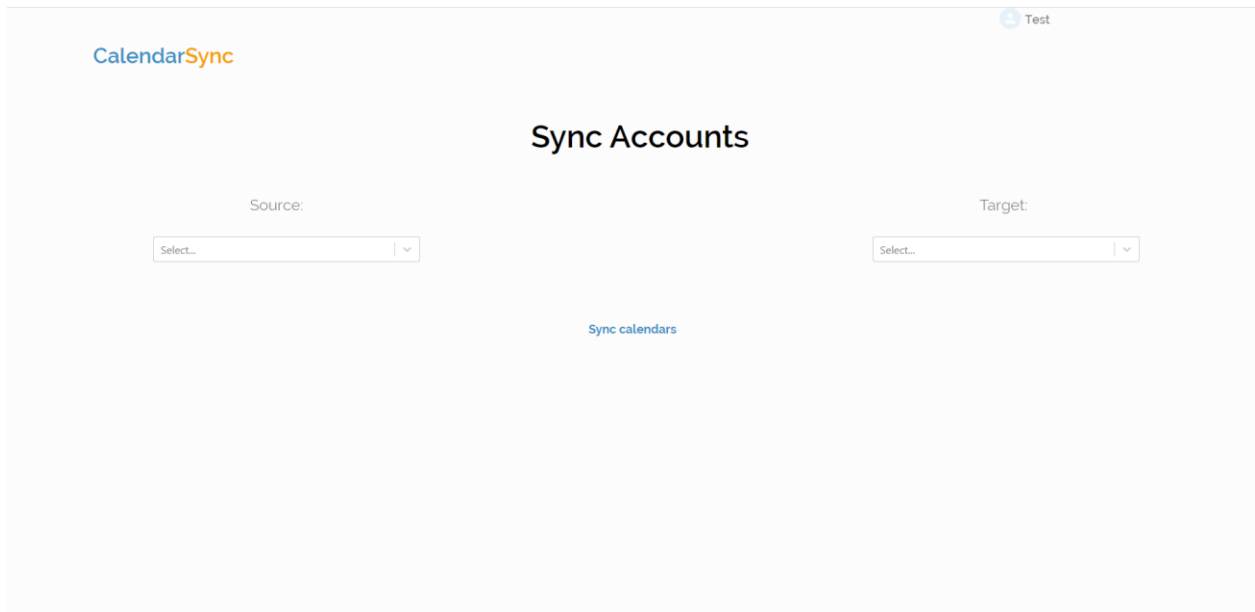 Test
CalendarSync
Sync Accounts
Source:
Target:
Select...
Select...
Sync calendars